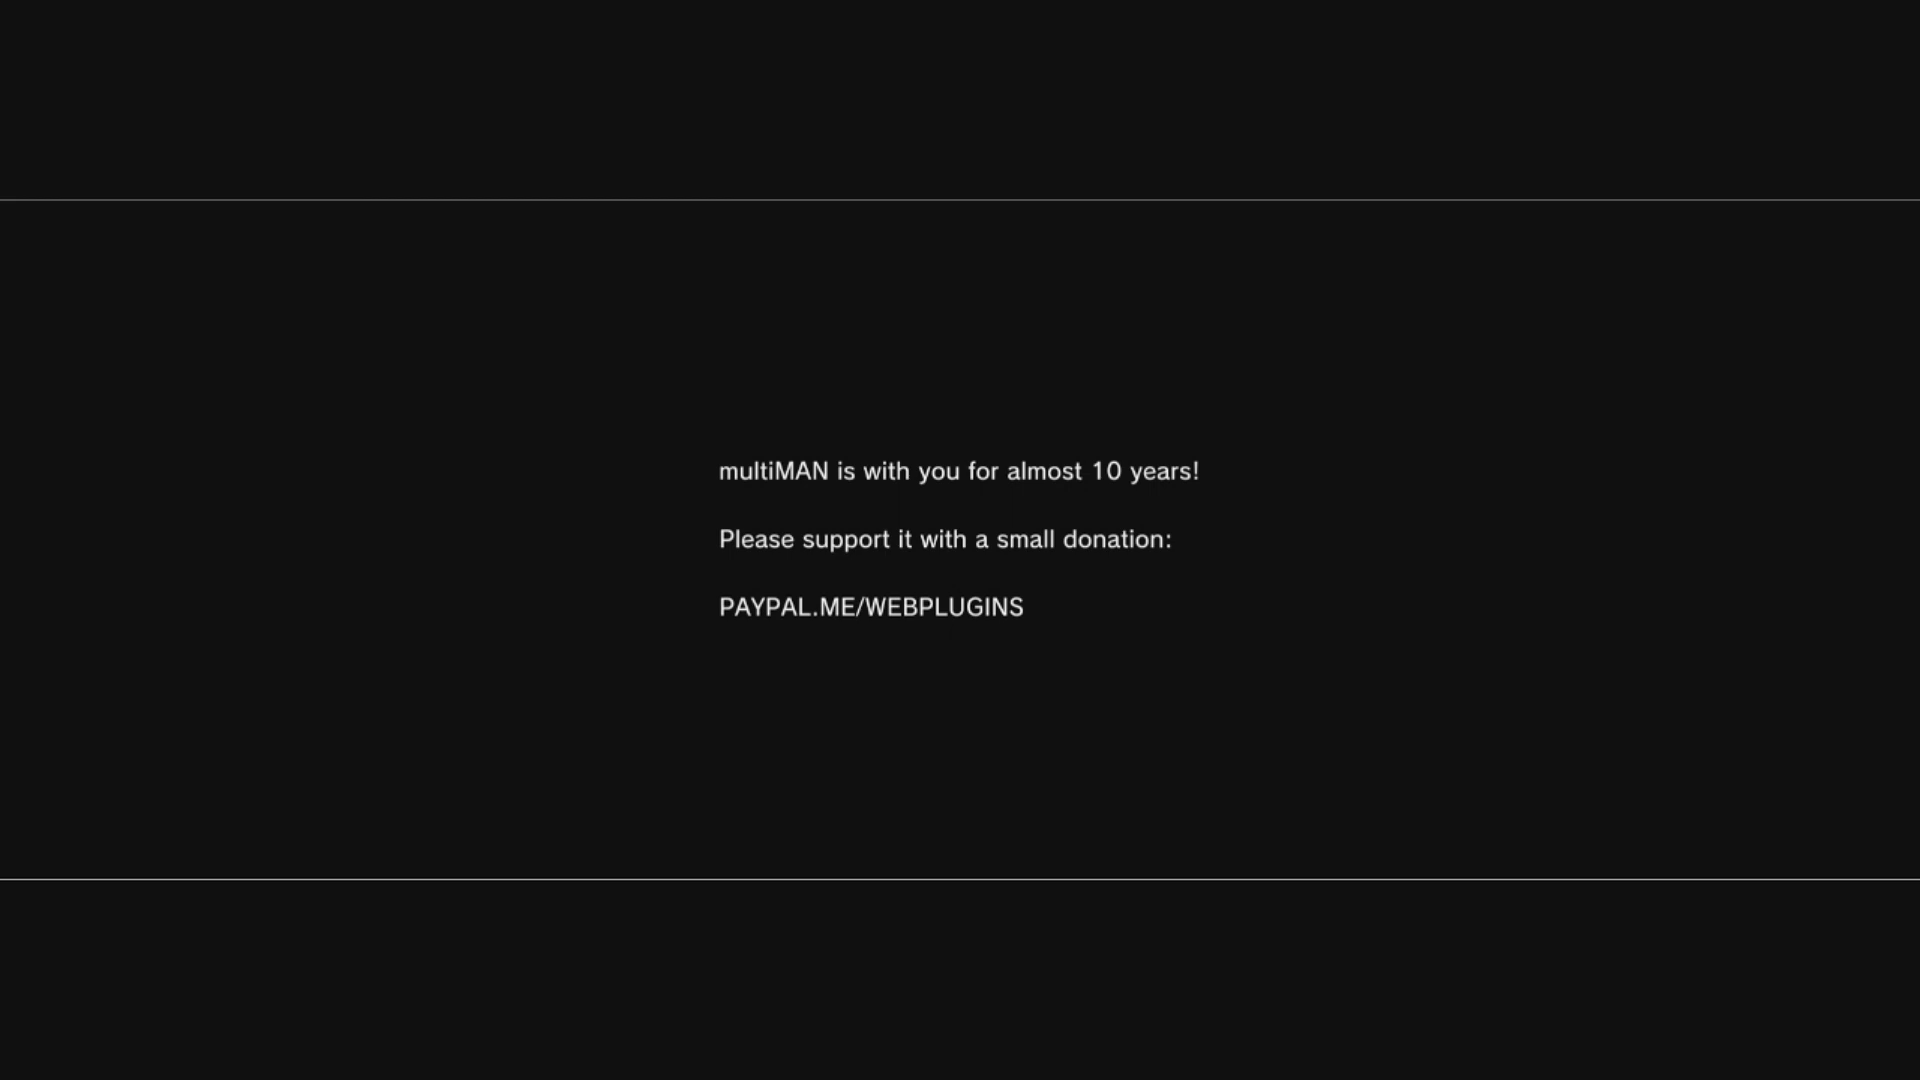 multiMAN is with you for almost 10 years!
Please support it with a small donation:
PAYPAL.ME/WEBPLUGINS